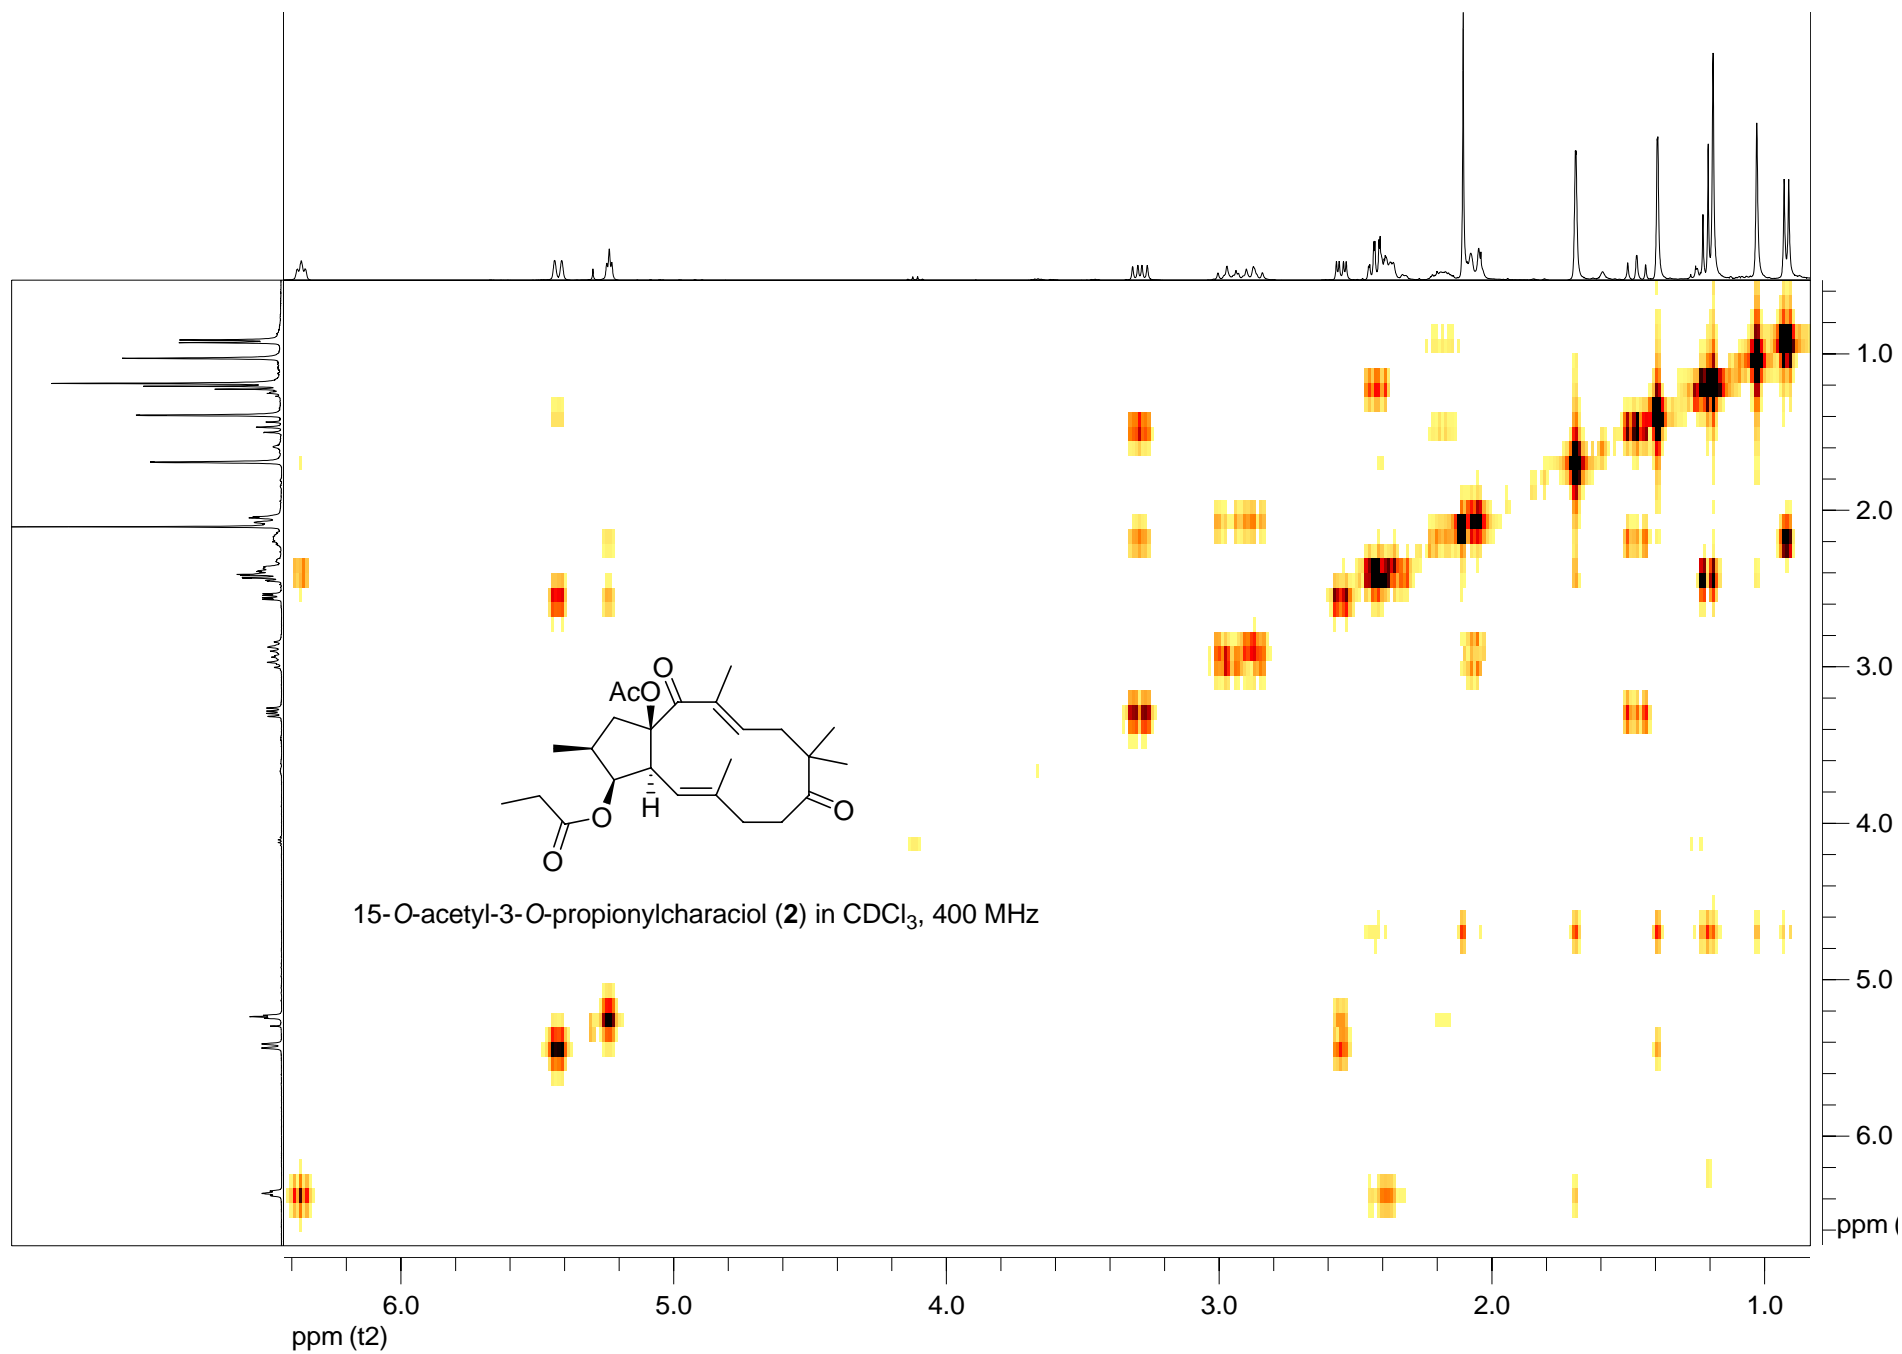 1.0
2.0
3.0
O
AcO
H
O
O
O
4.0
15-O-acetyl-3-O-propionylcharaciol (2) in CDCl₃, 400 MHz
5.0
6.0
ppm (
6.0 5.0 4.0 3.0 2.0 1.0
ppm (t2)